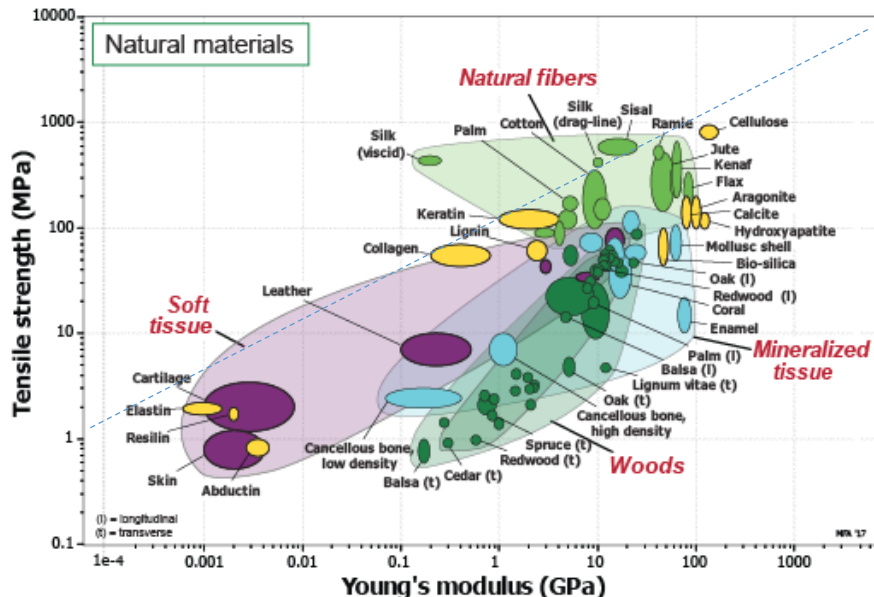 Natural materials
10000
1000
100
10
1
0.1
Tensile strength (MPa)
Natural fibers
Silk
(drag-line)
Sisal
Cotton
Palm
Ramie
Cellulose
Silk
(viscid)
Jute
Kenaf
Flax
Aragonite
Calcite
Hydroxyapatite
Keratin
Lignin
Collagen
Mollusc shell
Bio-silica
Oak (l)
Redwood (l)
Coral
Enamel
Leather
Soft
tissue
Mineralized
tissue
Palm (l)
Balsa (l)
Lignum vitae (t)
Oak (t)
Cancellous bone,
high density
Cartilage
Elastin
Resilin
Skin
Abductin
Cancellous bone,
low density
Balsa (t)
Cedar (t)
Redwood (t)
Spruce (t)
Woods
(l) = longitudinal
(t) = transverse
MFA '17
1e-4
0.001
0.01
0.1
1
10
100
1000
10000
Young's modulus (GPa)